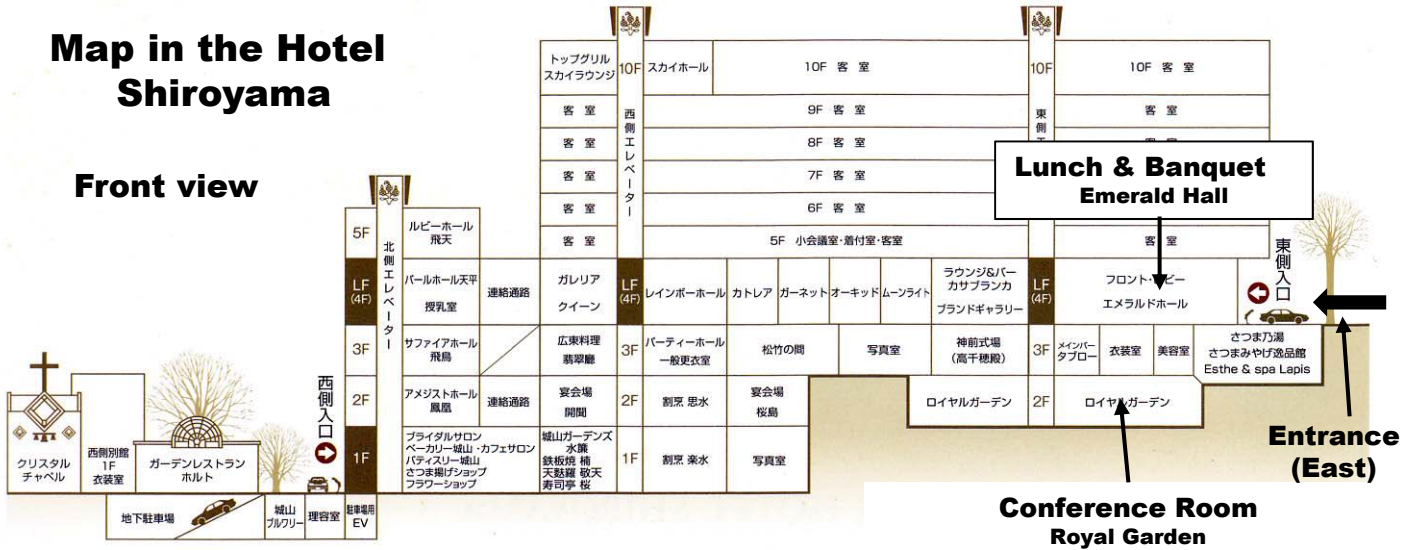 Map in the Hotel
Shiroyama
Front view
トップグリル
スカイラウンジ
10F
スカイホール
10F 客 室
10F
10F 客 室
客 室
9F 客 室
客 室
客 室
8F 客 室
客 室
7F 客 室
客 室
6F 客 室
客 室
5F 小会議室・着付室・客室
客 室
西側エレベーター
東側エ
Lunch & Banquet
Emerald Hall
5F
ルビーホール
飛天
北側エレベーター
LF
(4F)
パールホール天平
授乳室
連絡通路
ガレリア
クイーン
LF
(4F)
レインボーホール
カトレア
ガーネット
オーキッド
ムーンライト
ラウンジ&バー
カサブランカ
ブランドギャラリー
LF
(4F)
フロント・
ビー
エメラルドホール
東側入口
3F
サファイアホール
飛鳥
広東料理
翡翠廳
3F
パーティーホール
一般更衣室
松竹の間
写真室
神前式場
(高千穂殿)
3F
メインバー
タブロー
衣装室
美容室
さつま乃湯
さつまみやげ逸品館
Esthe & spa Lapis
2F
アメジストホール
鳳凰
連絡通路
宴会場
開聞
2F
割烹 思水
宴会場
桜島
ロイヤルガーデン
2F
ロイヤルガーデン
Entrance
(East)
西側入口
1F
ブライダルサロン
ベーカリー城山・カフェサロン
パティスリー城山
さつま揚げショップ
フラワーショップ
城山ガーデンズ
水簾
鉄板焼 楠
天麩羅 敬天
寿司亭 桜
1F
割烹 楽水
写真室
クリスタル
チャペル
西側別館
1F
衣装室
ガーデンレストラン
ホルト
地下駐車場
城山
ブルワリー
理容室
駐車場用
EV
Conference Room
Royal Garden